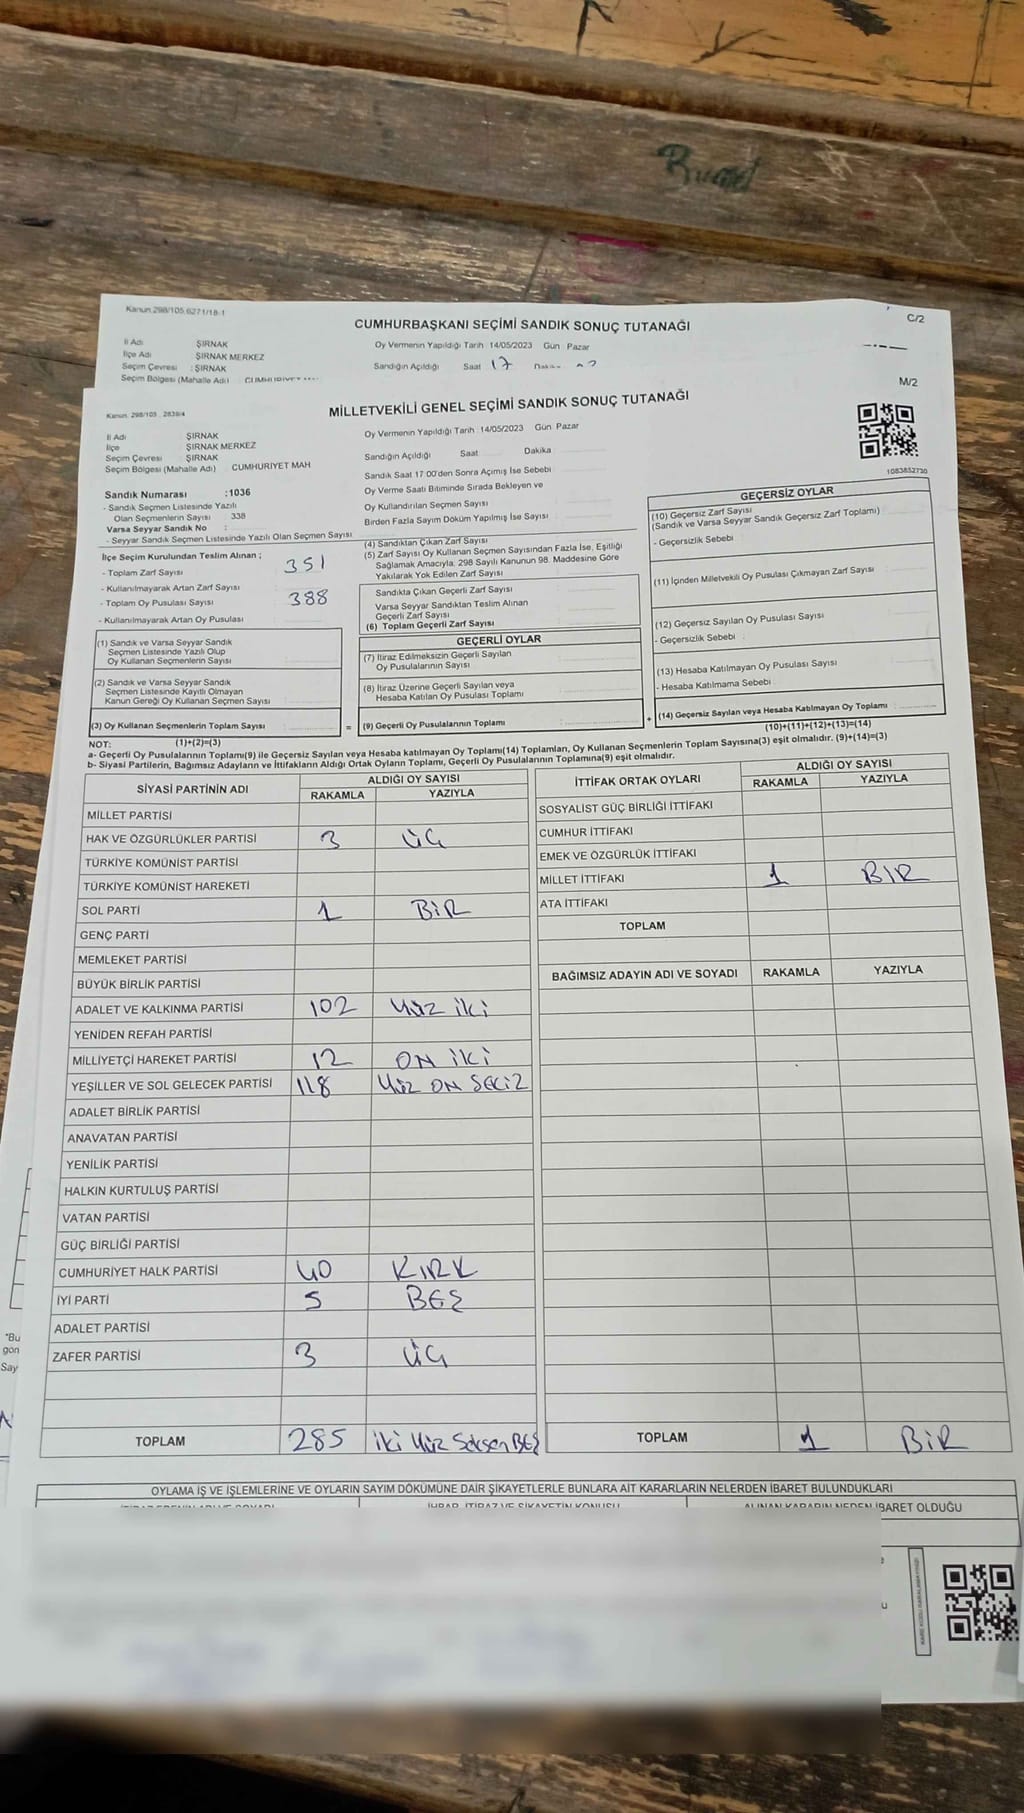 Kanun.298/105,6271/18-1
C/2
CUMHURBAŞKANI SEÇİMİ SANDIK SONUÇ TUTANAĞI
İl Adı ŞIRNAK
İlçe Adı ŞIRNAK MERKEZ
Seçim Çevresi : ŞIRNAK
Seçim Bölgesi (Mahalle Adı) CUMHURİYET
Oy Vermenin Yapıldığı Tarih :14/05/2023 Gün Pazar
Sandığın Açıldığı Saat 17 Dakika
M/2
Kanun. 298/105, 2839/4
MİLLETVEKİLİ GENEL SEÇİMİ SANDIK SONUÇ TUTANAĞI
İl Adı ŞIRNAK
İlçe ŞIRNAK MERKEZ
Seçim Çevresi ŞIRNAK
Seçim Bölgesi (Mahalle Adı) CUMHURİYET MAH
Sandık Numarası :1036
- Sandık Seçmen Listesinde Yazılı
Olan Seçmenlerin Sayısı 338
Varsa Seyyar Sandık No :
- Seyyar Sandık Seçmen Listesinde Yazılı Olan Seçmen Sayısı
İlçe Seçim Kurulundan Teslim Alınan ;
- Toplam Zarf Sayısı 351
- Kullanılmayarak Artan Zarf Sayısı
- Toplam Oy Pusulası Sayısı 388
- Kullanılmayarak Artan Oy Pusulası
Oy Vermenin Yapıldığı Tarih :14/05/2023 Gün Pazar
Sandığın Açıldığı Saat Dakika
Sandık Saat 17:00'den Sonra Açımış İse Sebebi
Oy Verme Saati Bitiminde Sırada Bekleyen ve
Oy Kullandırılan Seçmen Sayısı
Birden Fazla Sayım Döküm Yapılmış İse Sayısı
1083852730
(4) Sandıktan Çıkan Zarf Sayısı
(5) Zarf Sayısı Oy Kullanan Seçmen Sayısından Fazla İse, Eşitliği
Sağlamak Amacıyla, 298 Sayılı Kanunun 98. Maddesine Göre
Yakılarak Yok Edilen Zarf Sayısı
Sandıkta Çıkan Geçerli Zarf Sayısı
Varsa Seyyar Sandıktan Teslim Alınan
Geçerli Zarf Sayısı
(6) Toplam Geçerli Zarf Sayısı
GEÇERLİ OYLAR
(7) İtiraz Edilmeksizin Geçerli Sayılan
Oy Pusulalarının Sayısı
(8) İtiraz Üzerine Geçerli Sayılan veya
Hesaba Katılan Oy Pusulası Toplamı
= (9) Geçerli Oy Pusulalarının Toplamı
(1) Sandık ve Varsa Seyyar Sandık
Seçmen Listesinde Yazılı Olup
Oy Kullanan Seçmenlerin Sayısı
(2) Sandık ve Varsa Seyyar Sandık
Seçmen Listesinde Kayıtlı Olmayan
Kanun Gereği Oy Kullanan Seçmen Sayısı
(3) Oy Kullanan Seçmenlerin Toplam Sayısı
(1)+(2)=(3)
GEÇERSİZ OYLAR
(10) Geçersiz Zarf Sayısı
(Sandık ve Varsa Seyyar Sandık Geçersiz Zarf Toplamı)
- Geçersizlik Sebebi
(11) İçinden Milletvekili Oy Pusulası Çıkmayan Zarf Sayısı
(12) Geçersiz Sayılan Oy Pusulası Sayısı
- Geçersizlik Sebebi :
(13) Hesaba Katılmayan Oy Pusulası Sayısı
- Hesaba Katılmama Sebebi
+ (14) Geçersiz Sayılan veya Hesaba Katılmayan Oy Toplamı
(10)+(11)+(12)+(13)=(14)
NOT:
a- Geçerli Oy Pusulalarının Toplamı(9) ile Geçersiz Sayılan veya Hesaba katılmayan Oy Toplamı(14) Toplamları, Oy Kullanan Seçmenlerin Toplam Sayısına(3) eşit olmalıdır. (9)+(14)=(3)
b- Siyasi Partilerin, Bağımsız Adayların ve İttifakların Aldığı Ortak Oyların Toplamı, Geçerli Oy Pusulalarının Toplamına(9) eşit olmalıdır.
SİYASİ PARTİNİN ADI ALDIĞI OY SAYISI
RAKAMLA YAZIYLA
MİLLET PARTİSİ
HAK VE ÖZGÜRLÜKLER PARTİSİ 3 ÜÇ
TÜRKİYE KOMÜNİST PARTİSİ
TÜRKİYE KOMÜNİST HAREKETİ
SOL PARTİ 1 BİR
GENÇ PARTİ
MEMLEKET PARTİSİ
BÜYÜK BİRLİK PARTİSİ
ADALET VE KALKINMA PARTİSİ 102 YÜZ İKİ
YENİDEN REFAH PARTİSİ
MİLLİYETÇİ HAREKET PARTİSİ 12 ON İKİ
YEŞİLLER VE SOL GELECEK PARTİSİ 118 YÜZ ON SECİZ
ADALET BİRLİK PARTİSİ
ANAVATAN PARTİSİ
YENİLİK PARTİSİ
HALKIN KURTULUŞ PARTİSİ
VATAN PARTİSİ
GÜÇ BİRLİĞİ PARTİSİ
CUMHURİYET HALK PARTİSİ 40 KIRK
İYİ PARTİ 5 BEŞ
ADALET PARTİSİ
ZAFER PARTİSİ 3 ÜÇ
TOPLAM 285 İki Yüz Seksen BEŞ
İTTİFAK ORTAK OYLARI ALDIĞI OY SAYISI
RAKAMLA YAZIYLA
SOSYALİST GÜÇ BİRLİĞİ İTTİFAKI
CUMHUR İTTİFAKI
EMEK VE ÖZGÜRLÜK İTTİFAKI
MİLLET İTTİFAKI 1 BİR
ATA İTTİFAKI
TOPLAM
BAĞIMSIZ ADAYIN ADI VE SOYADI RAKAMLA YAZIYLA
TOPLAM 1 BİR
OYLAMA İŞ VE İŞLEMLERİNE VE OYLARIN SAYIM DÖKÜMÜNE DAİR ŞİKAYETLERLE BUNLARA AİT KARARLARIN NELERDEN İBARET BULUNDUKLARI
İHBAR, İTİRAZ VE ŞİKAYETİN KONUSU ALINAN KARARIN NEDEN İBARET OLDUĞU
"Bu
gön
Say